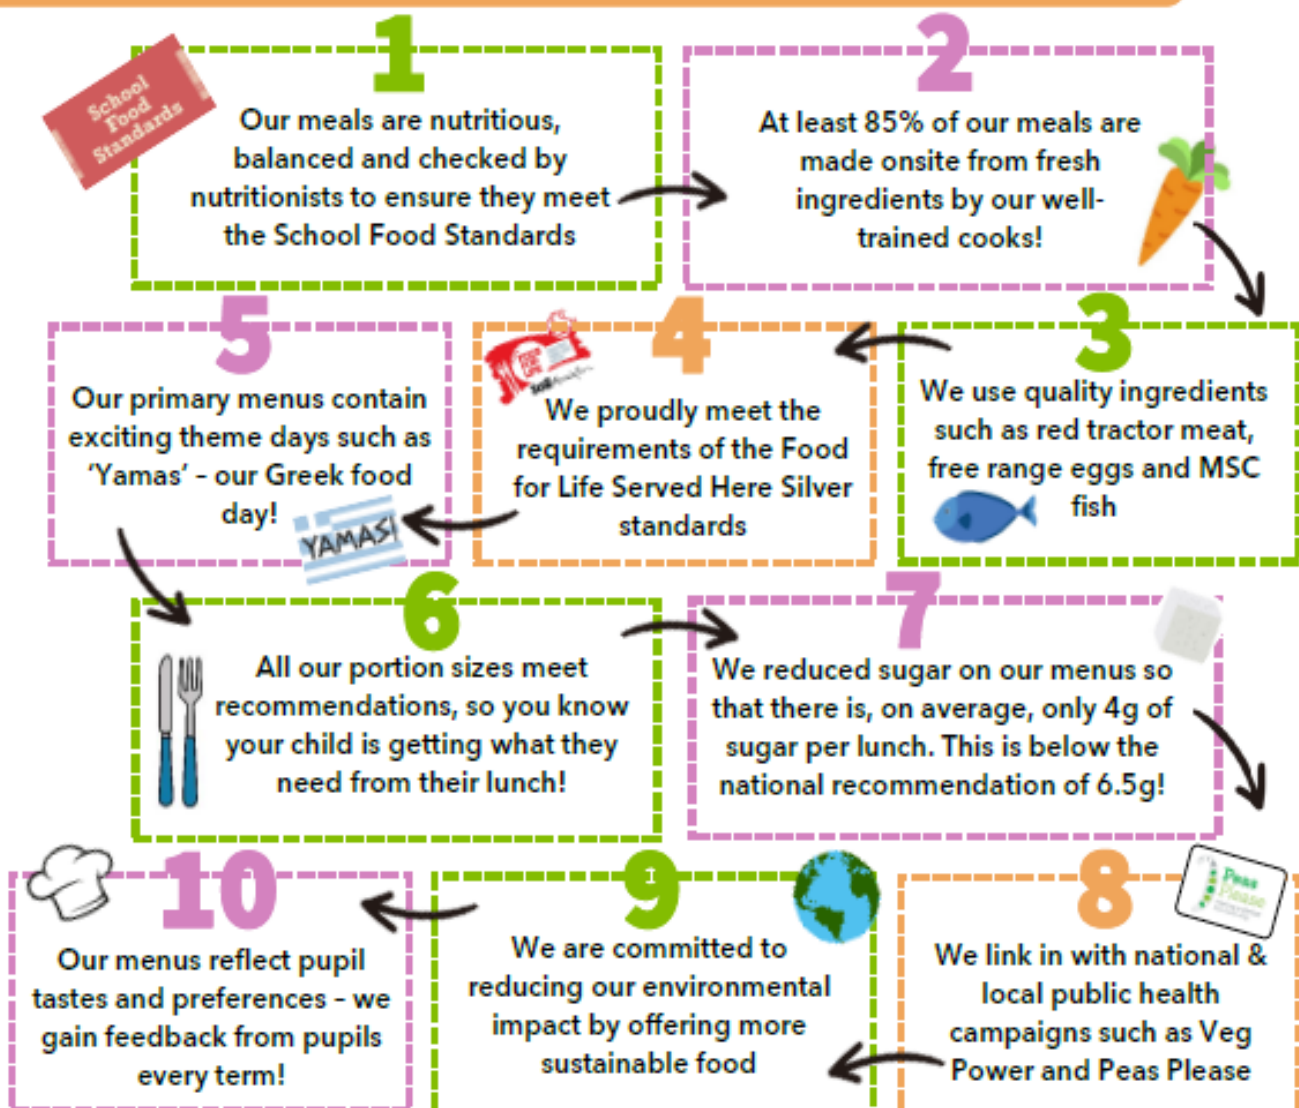 1
School
Food
Standards
Our meals are nutritious,
balanced and checked by
nutritionists to ensure they meet
the School Food Standards
2
At least 85% of our meals are
made onsite from fresh
ingredients by our well-
trained cooks!
3
We use quality ingredients
such as red tractor meat,
free range eggs and MSC
fish
4
We proudly meet the
requirements of the Food
for Life Served Here Silver
standards
5
Our primary menus contain
exciting theme days such as
‘Yamas’ - our Greek food
day!
YAMAS!
6
All our portion sizes meet
recommendations, so you know
your child is getting what they
need from their lunch!
7
We reduced sugar on our menus so
that there is, on average, only 4g of
sugar per lunch. This is below the
national recommendation of 6.5g!
8
Peas
Please
We link in with national &
local public health
campaigns such as Veg
Power and Peas Please
9
We are committed to
reducing our environmental
impact by offering more
sustainable food
10
Our menus reflect pupil
tastes and preferences - we
gain feedback from pupils
every term!